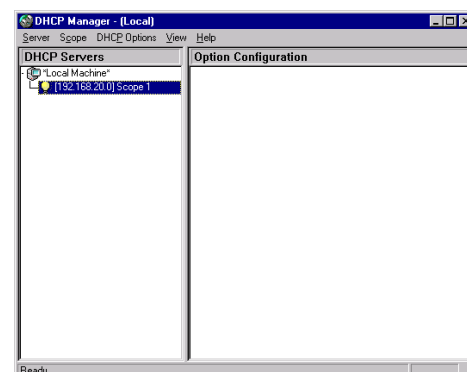 DHCP Manager - (Local)
Server Scope DHCP Options View Help
DHCP Servers
Option Configuration
"Local Machine"
[192.168.20.0] Scope 1
Ready